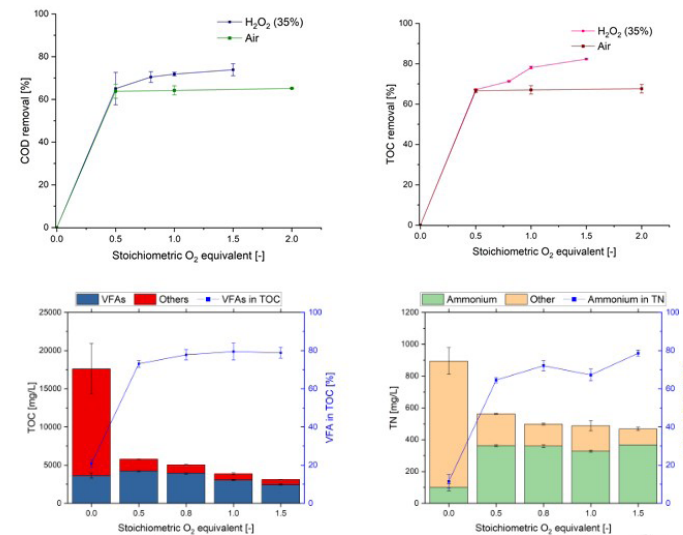 H₂O₂ (35%)
Air
COD removal [%]
100
80
60
40
20
0
0.0 0.5 1.0 1.5 2.0
Stoichiometric O₂ equivalent [-]
H₂O₂ (35%)
Air
TOC removal [%]
100
80
60
40
20
0
0.0 0.5 1.0 1.5 2.0
Stoichiometric O₂ equivalent [-]
VFAs Others VFAs in TOC
TOC [mg/L]
25000
20000
15000
10000
5000
0
100
80
60
40
20
0
VFA in TOC [%]
0.0 0.5 0.8 1.0 1.5
Stoichiometric O₂ equivalent [-]
Ammonium Other Ammonium in TN
TN [mg/L]
1200
1000
800
600
400
200
0
100
80
60
40
20
0
0.0 0.5 0.8 1.0 1.5
Stoichiometric O₂ equivalent [-]